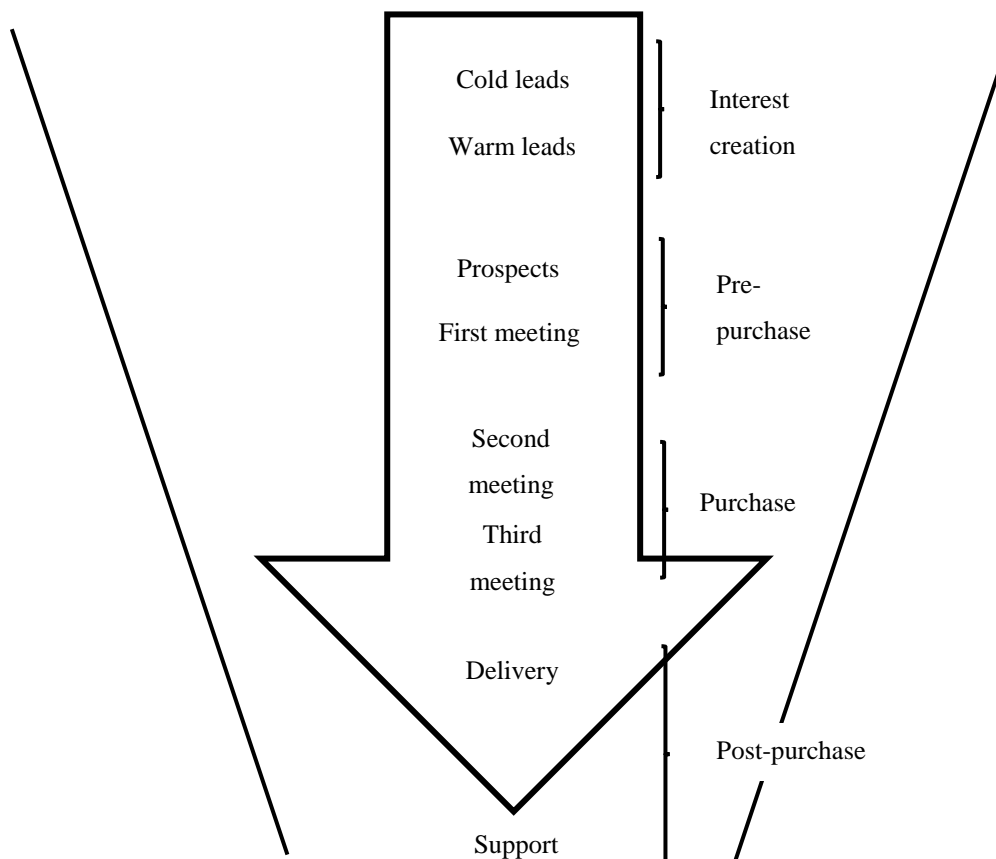 Cold leads
Warm leads
Interest
creation
Prospects
First meeting
Pre-
purchase
Second
meeting
Third
meeting
Purchase
Delivery
Post-purchase
Support